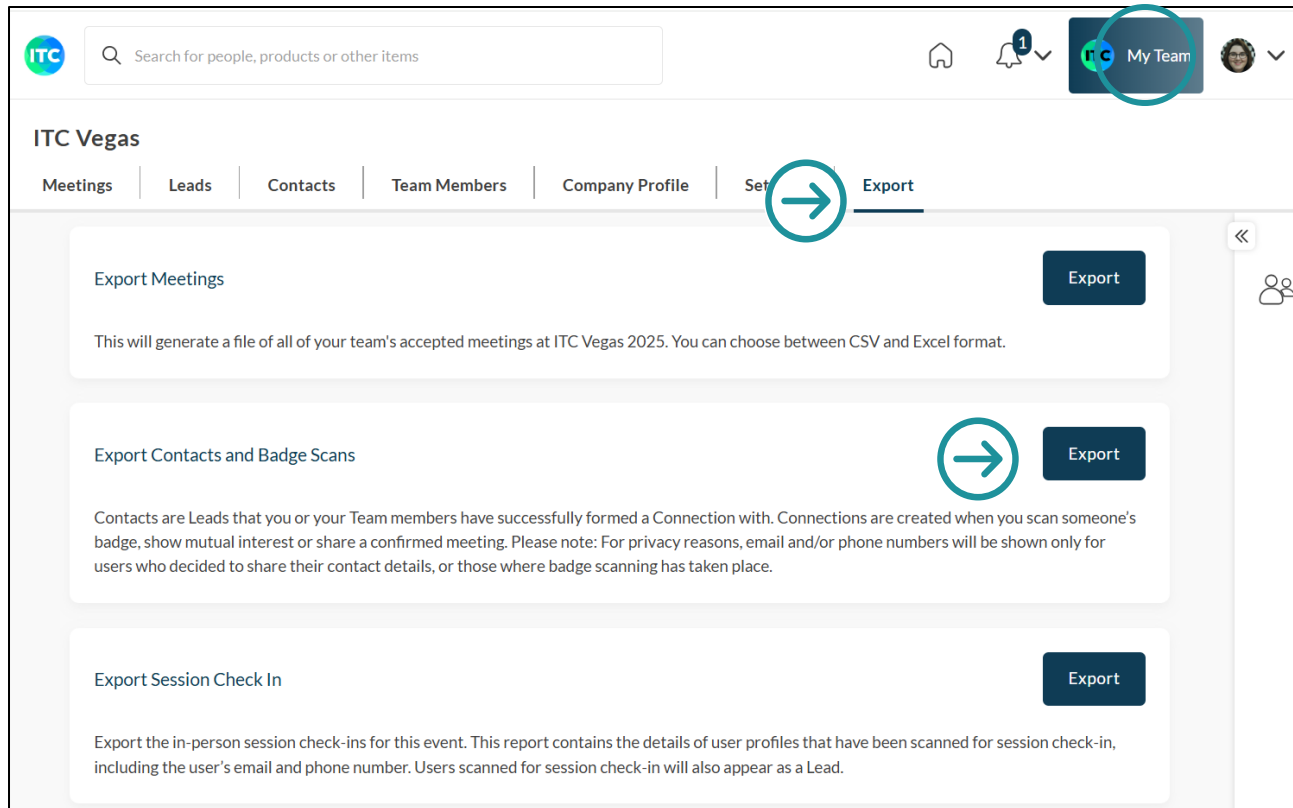 ITC
Search for people, products or other items
1
My Team
ITC Vegas
Meetings
Leads
Contacts
Team Members
Company Profile
Export
Export Meetings
Export
This will generate a file of all of your team's accepted meetings at ITC Vegas 2025. You can choose between CSV and Excel format.
Export Contacts and Badge Scans
Export
Contacts are Leads that you or your Team members have successfully formed a Connection with. Connections are created when you scan someone’s
badge, show mutual interest or share a confirmed meeting. Please note: For privacy reasons, email and/or phone numbers will be shown only for
users who decided to share their contact details, or those where badge scanning has taken place.
Export Session Check In
Export
Export the in-person session check-ins for this event. This report contains the details of user profiles that have been scanned for session check-in,
including the user’s email and phone number. Users scanned for session check-in will also appear as a Lead.